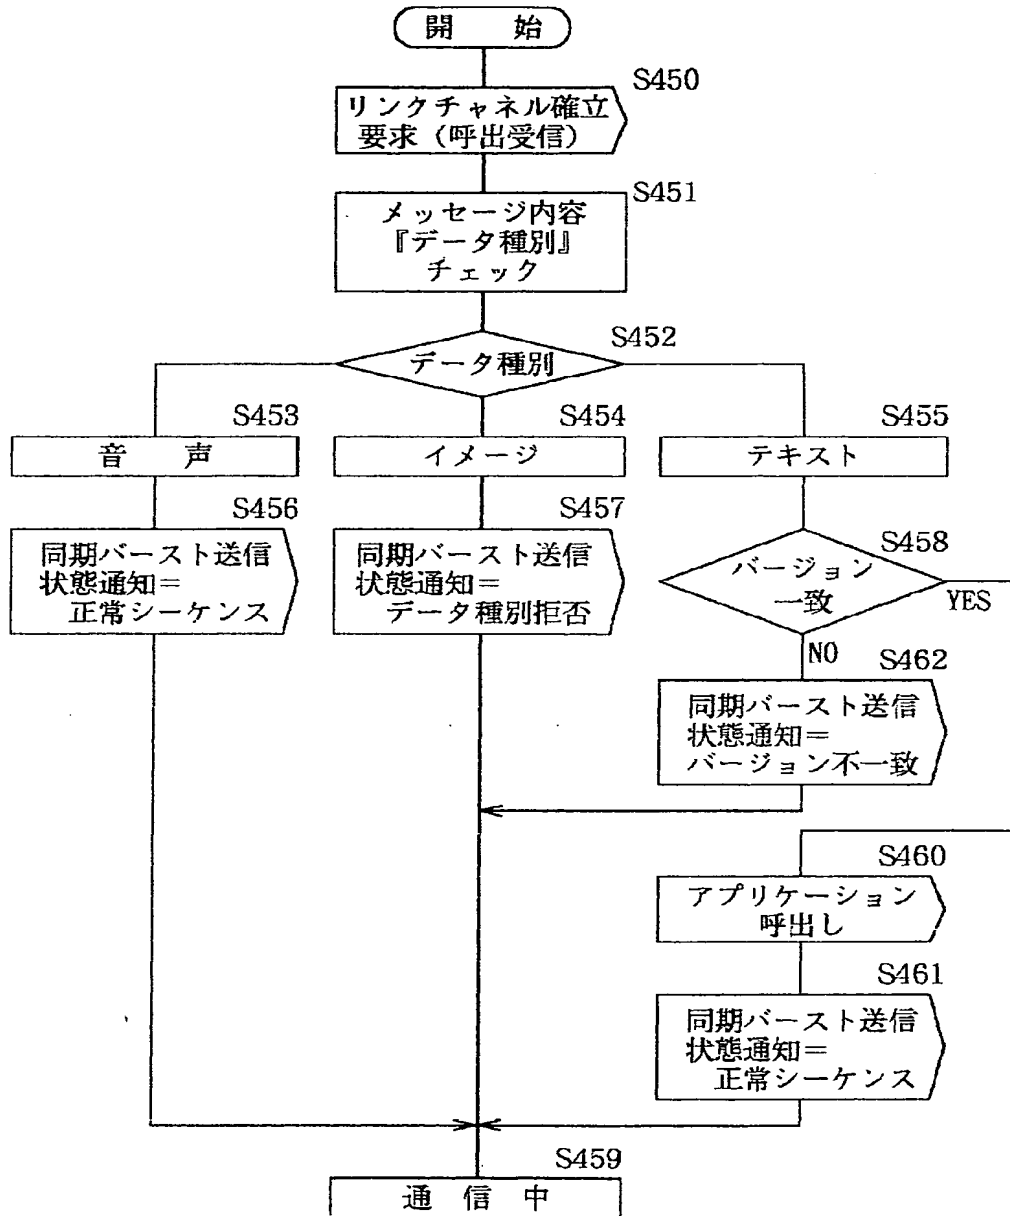 開 始
S450
リンクチャネル確立
要求(呼出受信)
S451
メッセージ内容
『データ種別』
チェック
S452
データ種別
S453
音 声
S454
イメージ
S455
テキスト
S456
同期バースト送信
状態通知=
正常シーケンス
S457
同期バースト送信
状態通知=
データ種別拒否
S458
バージョン
一致
YES
NO
S462
同期バースト送信
状態通知=
バージョン不一致
S460
アプリケーション
呼出し
S461
同期バースト送信
状態通知=
正常シーケンス
S459
通 信 中